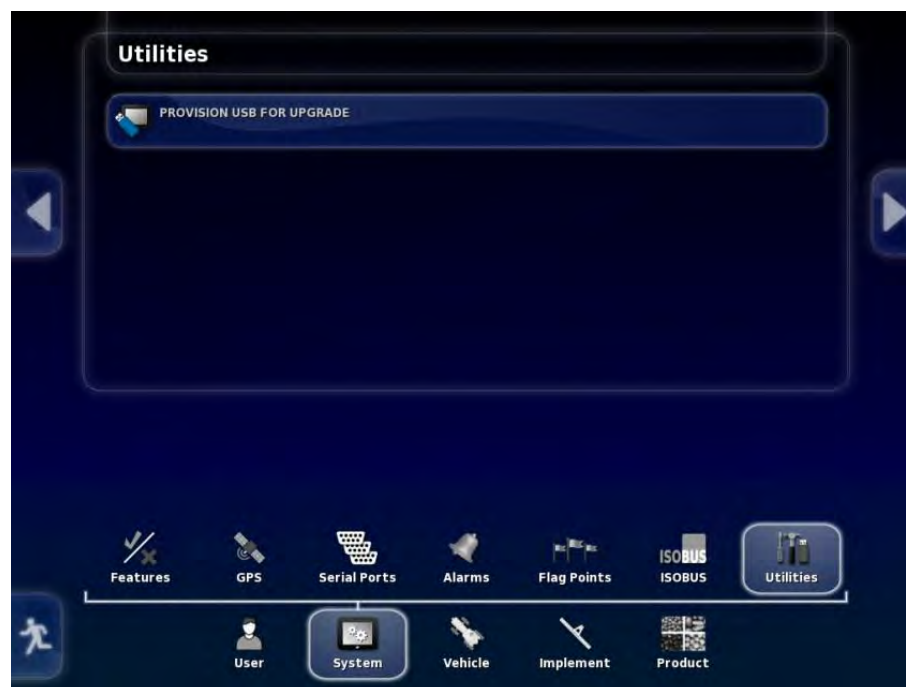 Utilities
PROVISION USB FOR UPGRADE
Features
GPS
Serial Ports
Alarms
Flag Points
ISOBUS
ISOBUS
Utilities
User
System
Vehicle
Implement
Product